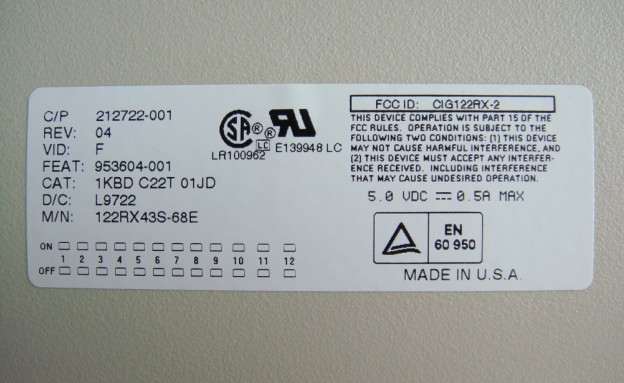 C/P 212722-001
REV: 04
VID: F
FEAT: 953604-001
CAT: 1KBD C22T 01JD
D/C: L9722
M/N: 122RX43S-68E
ON
1 2 3 4 5 6 7 8 9 10 11 12
OFF
SA ® ® RU
LR100962 LC E139948 LC
FCC ID: CIG122RX-2
THIS DEVICE COMPLIES WITH PART 15 OF THE
FCC RULES. OPERATION IS SUBJECT TO THE
FOLLOWING TWO CONDITIONS: (1) THIS DEVICE
MAY NOT CAUSE HARMFUL INTERFERENCE, AND
(2) THIS DEVICE MUST ACCEPT ANY INTERFER-
ENCE RECEIVED. INCLUDING INTERFERENCE
THAT MAY CAUSE UNDESIRED OPERATION.
5.0 VDC ⎓ 0.5A MAX
EN
60 950
MADE IN U.S.A.